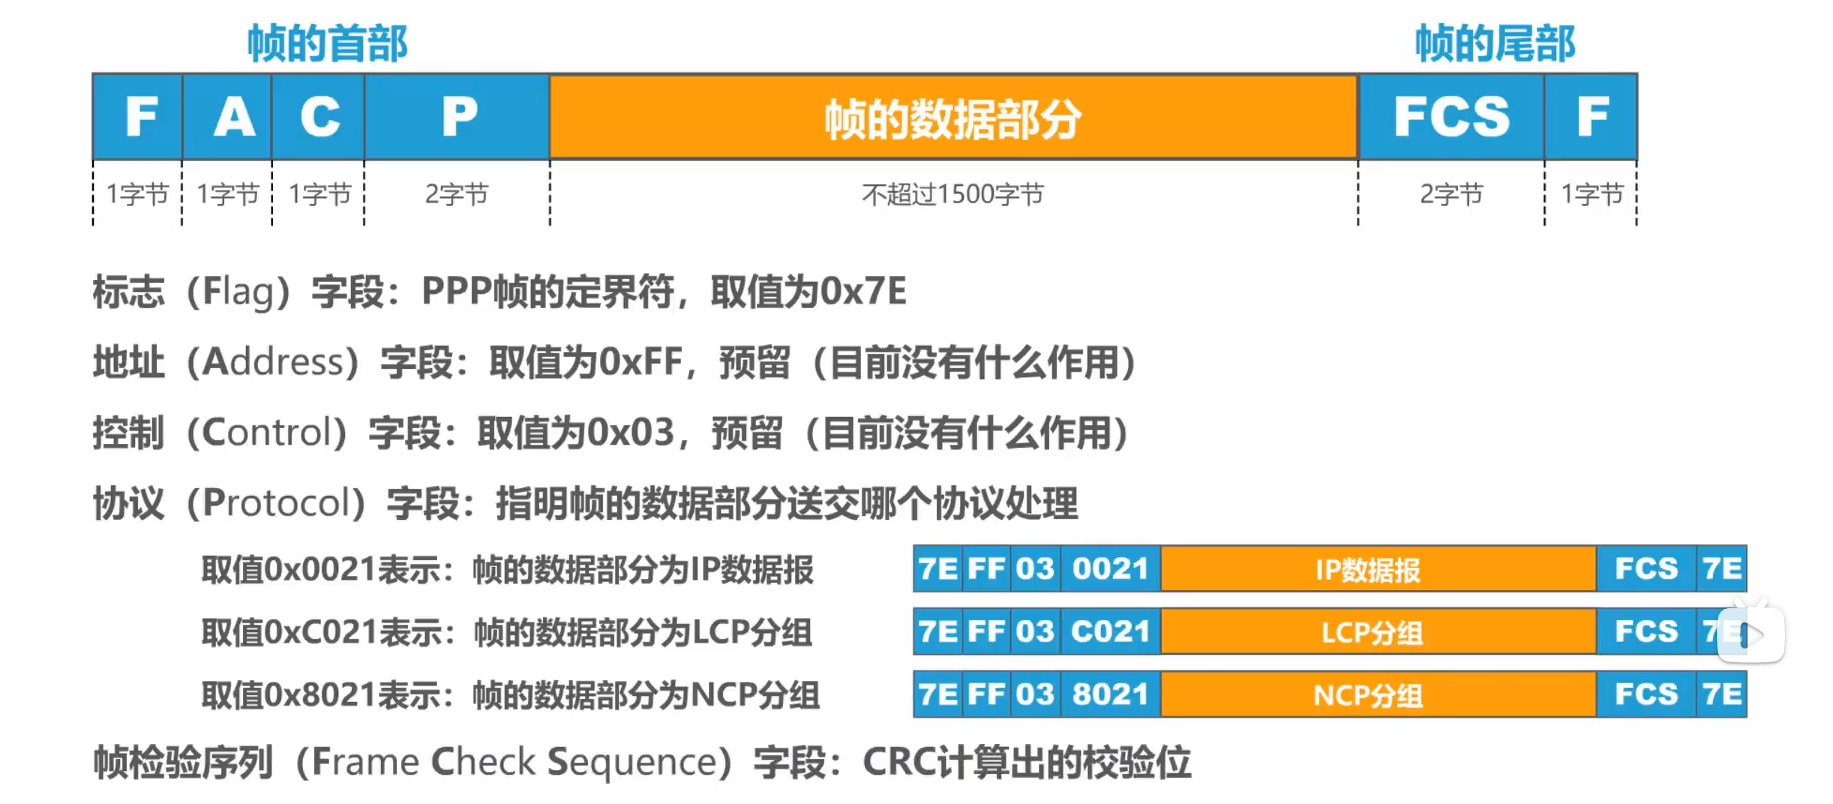 帧的首部 帧的尾部
F A C P 帧的数据部分 FCS F
1字节 1字节 1字节 2字节 不超过1500字节 2字节 1字节
标志（Flag）字段：PPP帧的定界符，取值为0x7E
地址（Address）字段：取值为0xFF，预留（目前没有什么作用）
控制（Control）字段：取值为0x03，预留（目前没有什么作用）
协议（Protocol）字段：指明帧的数据部分送交哪个协议处理
取值0x0021表示：帧的数据部分为IP数据报 7E FF 03 0021 IP数据报 FCS 7E
取值0xC021表示：帧的数据部分为LCP分组 7E FF 03 C021 LCP分组 FCS 7E
取值0x8021表示：帧的数据部分为NCP分组 7E FF 03 8021 NCP分组 FCS 7E
帧检验序列（Frame Check Sequence）字段：CRC计算出的校验位